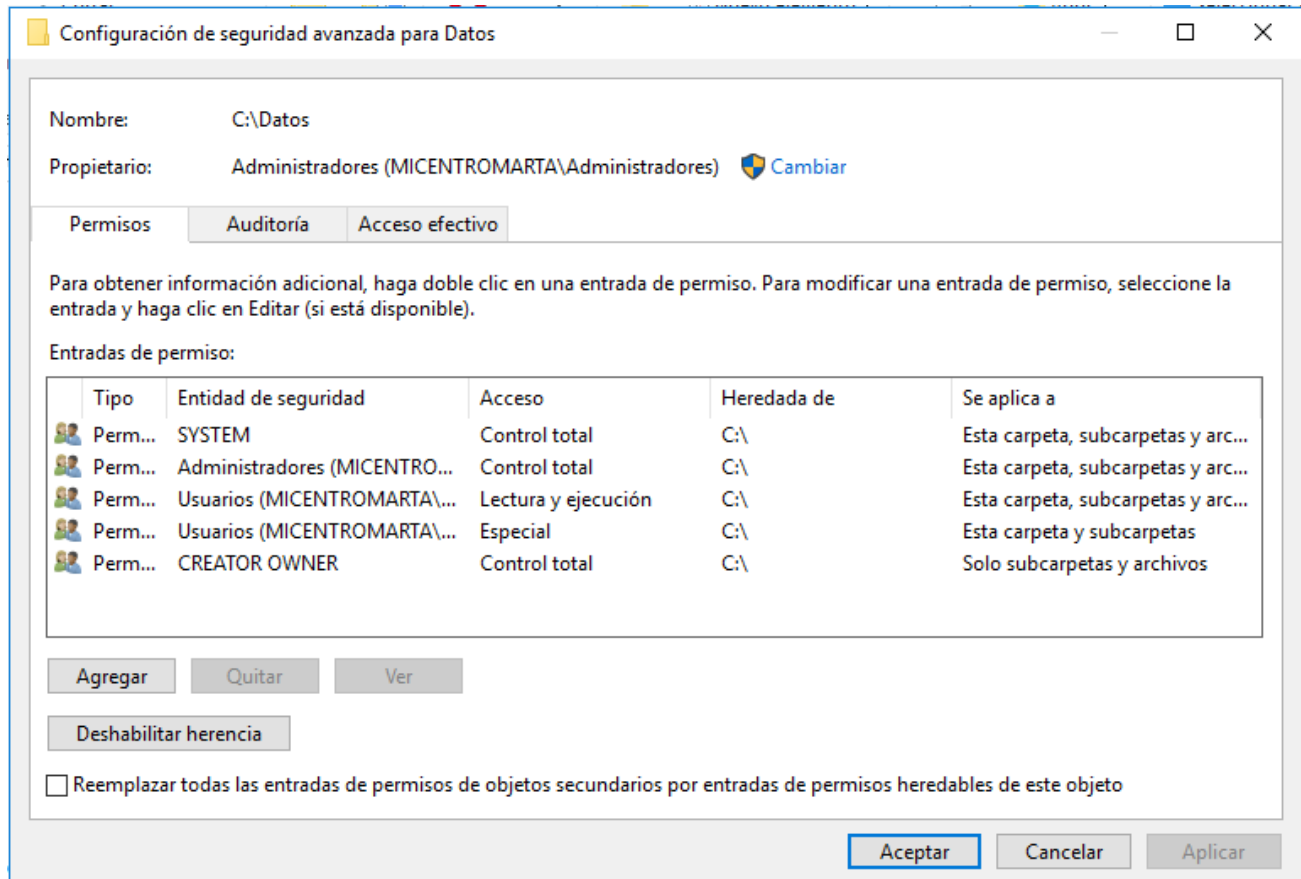 Configuración de seguridad avanzada para Datos
Nombre: C:\Datos
Propietario: Administradores (MICENTROMARTA\Administradores) Cambiar
Permisos Auditoría Acceso efectivo
Para obtener información adicional, haga doble clic en una entrada de permiso. Para modificar una entrada de permiso, seleccione la
entrada y haga clic en Editar (si está disponible).
Entradas de permiso:
Tipo Entidad de seguridad Acceso Heredada de Se aplica a
Perm... SYSTEM Control total C:\ Esta carpeta, subcarpetas y arc...
Perm... Administradores (MICENTRO... Control total C:\ Esta carpeta, subcarpetas y arc...
Perm... Usuarios (MICENTROMARTA\... Lectura y ejecución C:\ Esta carpeta, subcarpetas y arc...
Perm... Usuarios (MICENTROMARTA\... Especial C:\ Esta carpeta y subcarpetas
Perm... CREATOR OWNER Control total C:\ Solo subcarpetas y archivos
Agregar Quitar Ver
Deshabilitar herencia
Reemplazar todas las entradas de permisos de objetos secundarios por entradas de permisos heredables de este objeto
Aceptar Cancelar Aplicar